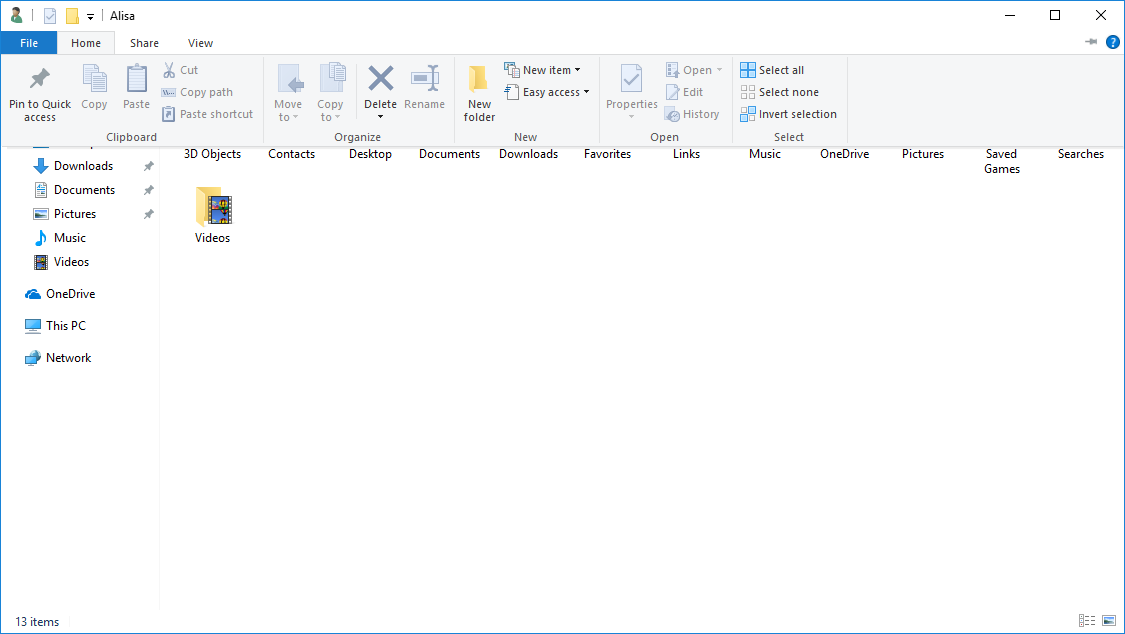 Alisa
File Home Share View
Pin to Quick access
Copy
Paste
Cut
Copy path
Paste shortcut
Clipboard
Move to
Copy to
Delete
Rename
Organize
New folder
New item
Easy access
New
Properties
Open
Edit
History
Open
Select all
Select none
Invert selection
Select
Downloads
Documents
Pictures
Music
Videos
OneDrive
This PC
Network
3D Objects
Contacts
Desktop
Documents
Downloads
Favorites
Links
Music
OneDrive
Pictures
Saved Games
Searches
Videos
13 items